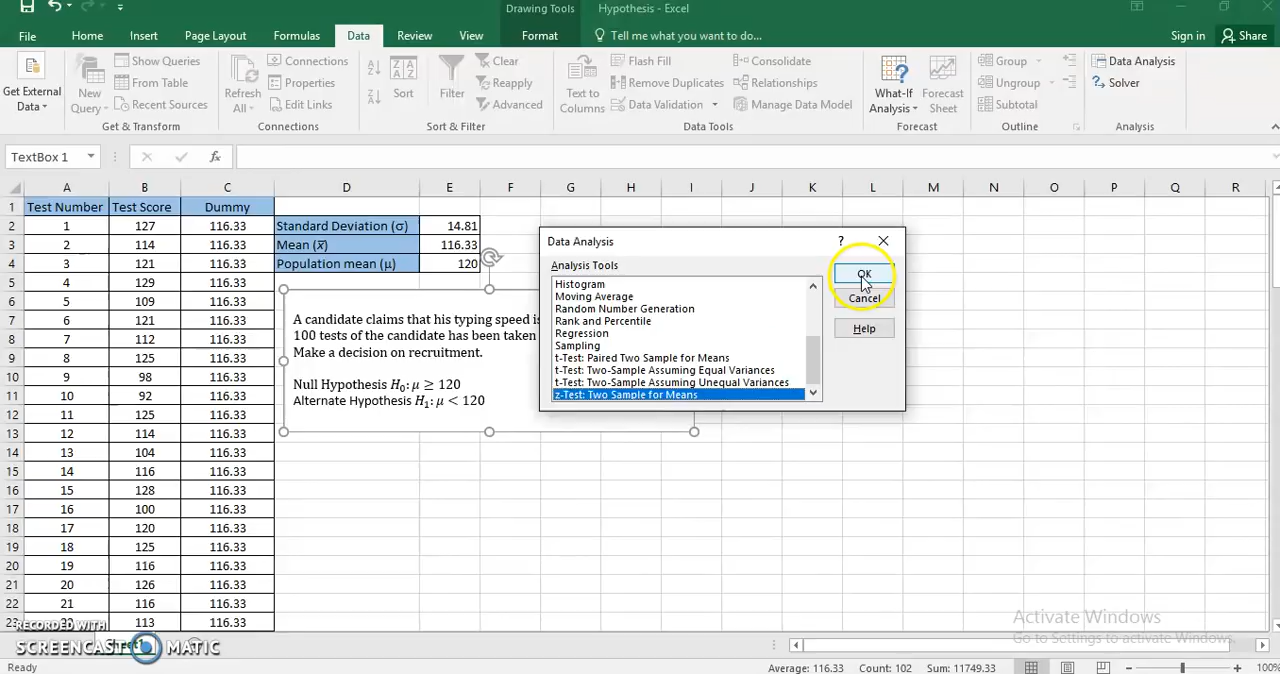 Drawing Tools Hypothesis - Excel
File Home Insert Page Layout Formulas Data Review View Format Tell me what you want to do... Sign in Share
Get External Data
New Query
Show Queries
From Table
Recent Sources
Get & Transform
Refresh All
Connections
Properties
Edit Links
Connections
Sort
Filter
Clear
Reapply
Advanced
Sort & Filter
Text to Columns
Flash Fill
Remove Duplicates
Data Validation
Consolidate
Relationships
Manage Data Model
Data Tools
What-If Analysis
Forecast Sheet
Forecast
Group
Ungroup
Subtotal
Outline
Data Analysis
Solver
Analysis
TextBox 1 fx
A B C D E F G H I J K L M N O P Q R
1 Test Number Test Score Dummy
2 1 127 116.33 Standard Deviation (σ) 14.81
3 2 114 116.33 Mean (x̅) 116.33
4 3 121 116.33 Population mean (μ) 120
5 4 129 116.33
6 5 109 116.33
7 6 121 116.33
8 7 112 116.33
9 8 125 116.33
10 9 98 116.33
11 10 92 116.33
12 11 125 116.33
13 12 114 116.33
14 13 104 116.33
15 14 116 116.33
16 15 128 116.33
17 16 100 116.33
18 17 120 116.33
19 18 125 116.33
20 19 116 116.33
21 20 126 116.33
22 21 116 116.33
23 113 116.33
A candidate claims that his typing speed is
100 tests of the candidate has been taken
Make a decision on recruitment.
Null Hypothesis H₀: μ ≥ 120
Alternate Hypothesis H₁: μ < 120
Data Analysis ?
Analysis Tools
Histogram
Moving Average
Random Number Generation
Rank and Percentile
Regression
Sampling
t-Test: Paired Two Sample for Means
t-Test: Two-Sample Assuming Equal Variances
t-Test: Two-Sample Assuming Unequal Variances
z-Test: Two Sample for Means
OK
Cancel
Help
Activate Windows
Go to Settings to activate Windows.
RECORDED WITH
SCREENCAST MATIC
Ready Average: 116.33 Count: 102 Sum: 11749.33 100%